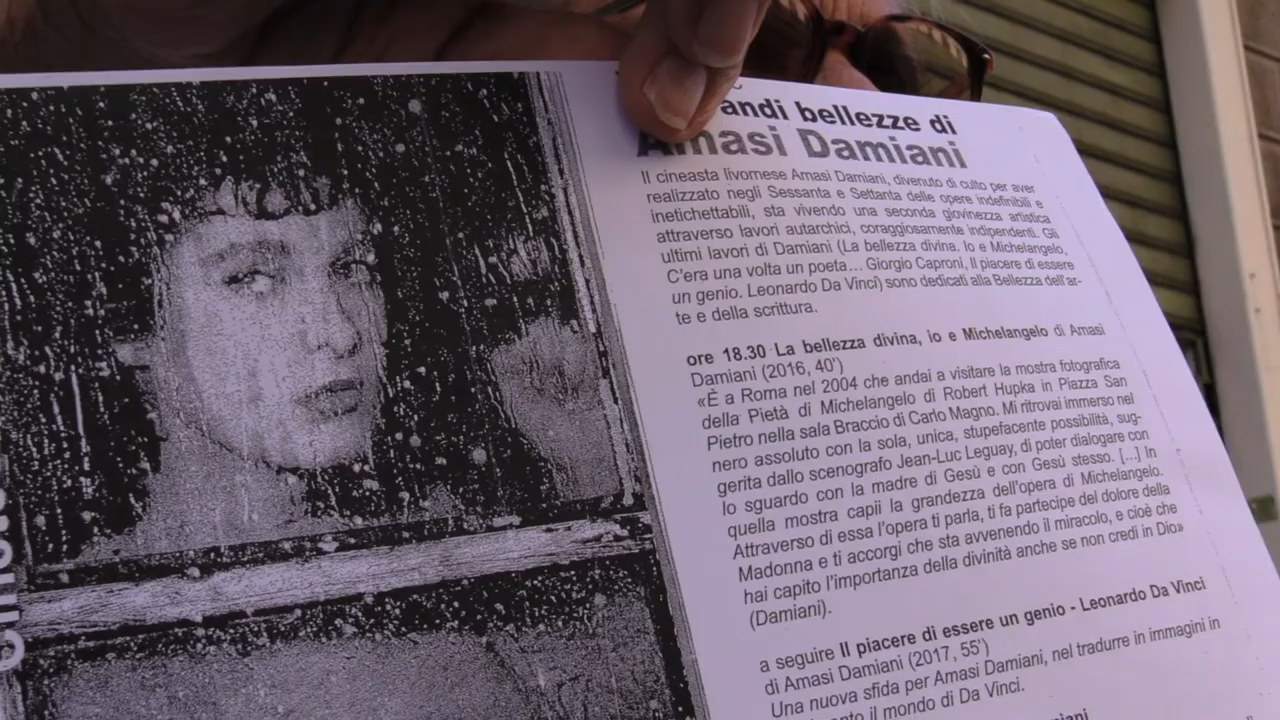 andi bellezze di
Amasi Damiani
Il cineasta livornese Amasi Damiani, divenuto di culto per aver
realizzato negli Sessanta e Settanta delle opere indefinibili e
inetichettabili, sta vivendo una seconda giovinezza artistica
attraverso lavori autarchici, coraggiosamente indipendenti. Gli
ultimi lavori di Damiani (La bellezza divina. Io e Michelangelo,
C'era una volta un poeta... Giorgio Caproni, Il piacere di essere
un genio. Leonardo Da Vinci) sono dedicati alla Bellezza dell'ar-
te e della scrittura.
ore 18.30 La bellezza divina, io e Michelangelo di Amasi
Damiani (2016, 40')
«È a Roma nel 2004 che andai a visitare la mostra fotografica
della Pietà di Michelangelo di Robert Hupka in Piazza San
Pietro nella sala Braccio di Carlo Magno. Mi ritrovai immerso nel
nero assoluto con la sola, unica, stupefacente possibilità, sug-
gerita dallo scenografo Jean-Luc Leguay, di poter dialogare con
lo sguardo con la madre di Gesù e con Gesù stesso. [...] In
quella mostra capii la grandezza dell'opera di Michelangelo.
Attraverso di essa l'opera ti parla, ti fa partecipe del dolore della
Madonna e ti accorgi che sta avvenendo il miracolo, e cioè che
hai capito l'importanza della divinità anche se non credi in Dio»
(Damiani).
a seguire Il piacere di essere un genio - Leonardo Da Vinci
di Amasi Damiani (2017, 55')
Una nuova sfida per Amasi Damiani, nel tradurre in immagini in
il mondo di Da Vinci.